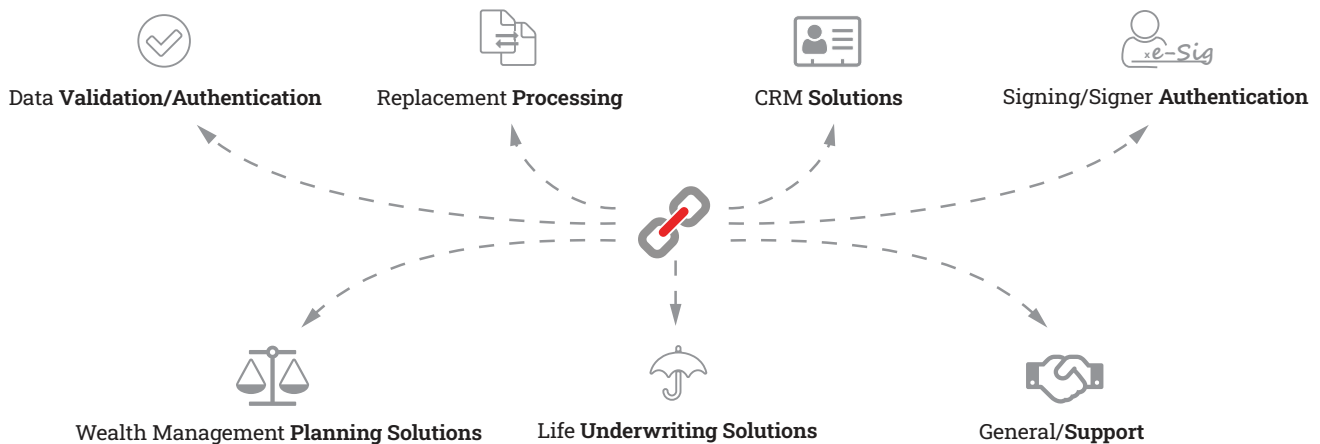 xe-Sig
Data Validation/Authentication
Replacement Processing
CRM Solutions
Signing/Signer Authentication
Wealth Management Planning Solutions
Life Underwriting Solutions
General/Support